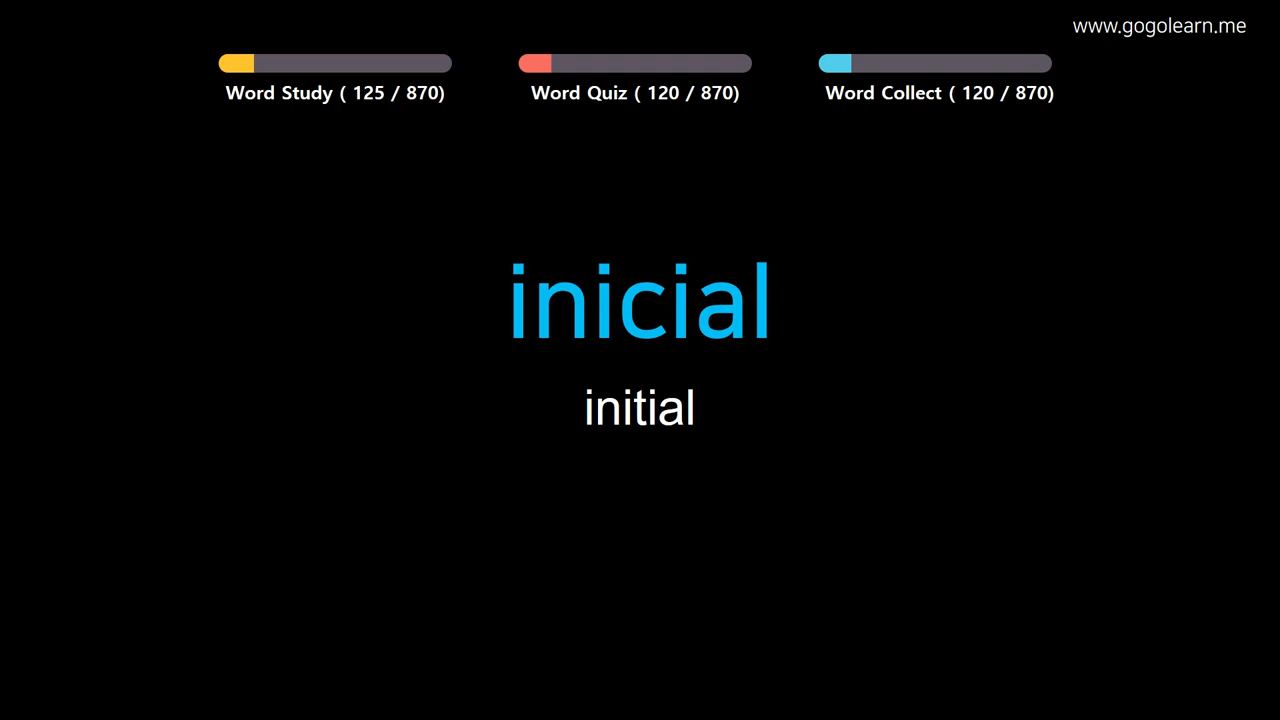 www.gogolearn.me
Word Study ( 125 / 870)
Word Quiz ( 120 / 870)
Word Collect ( 120 / 870)
inicial
initial